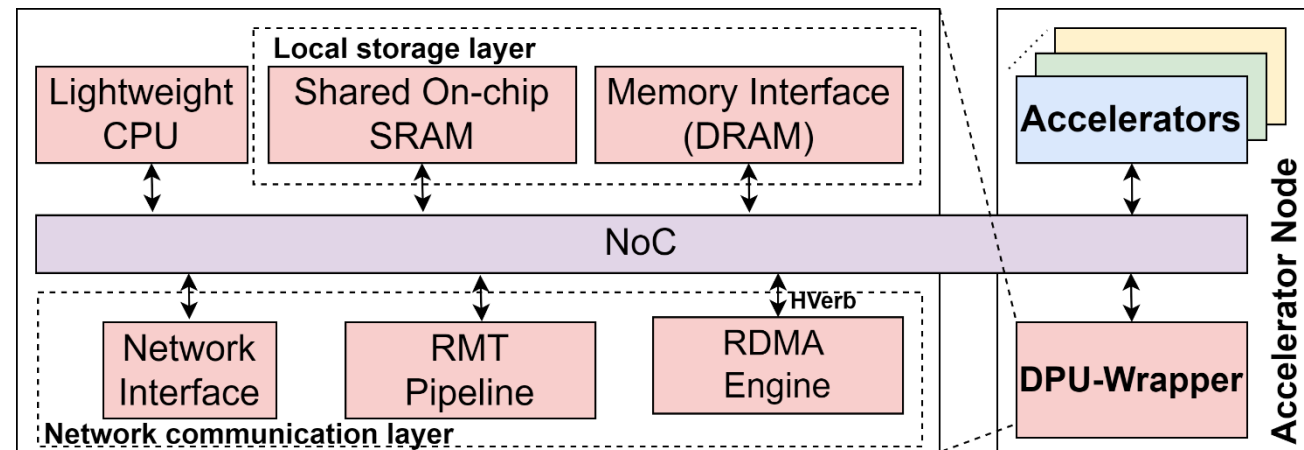 Local storage layer
Lightweight
CPU
Shared On-chip
SRAM
Memory Interface
(DRAM)
Accelerators
NoC
HVerb
Network
Interface
RMT
Pipeline
RDMA
Engine
DPU-Wrapper
Network communication layer
Accelerator Node